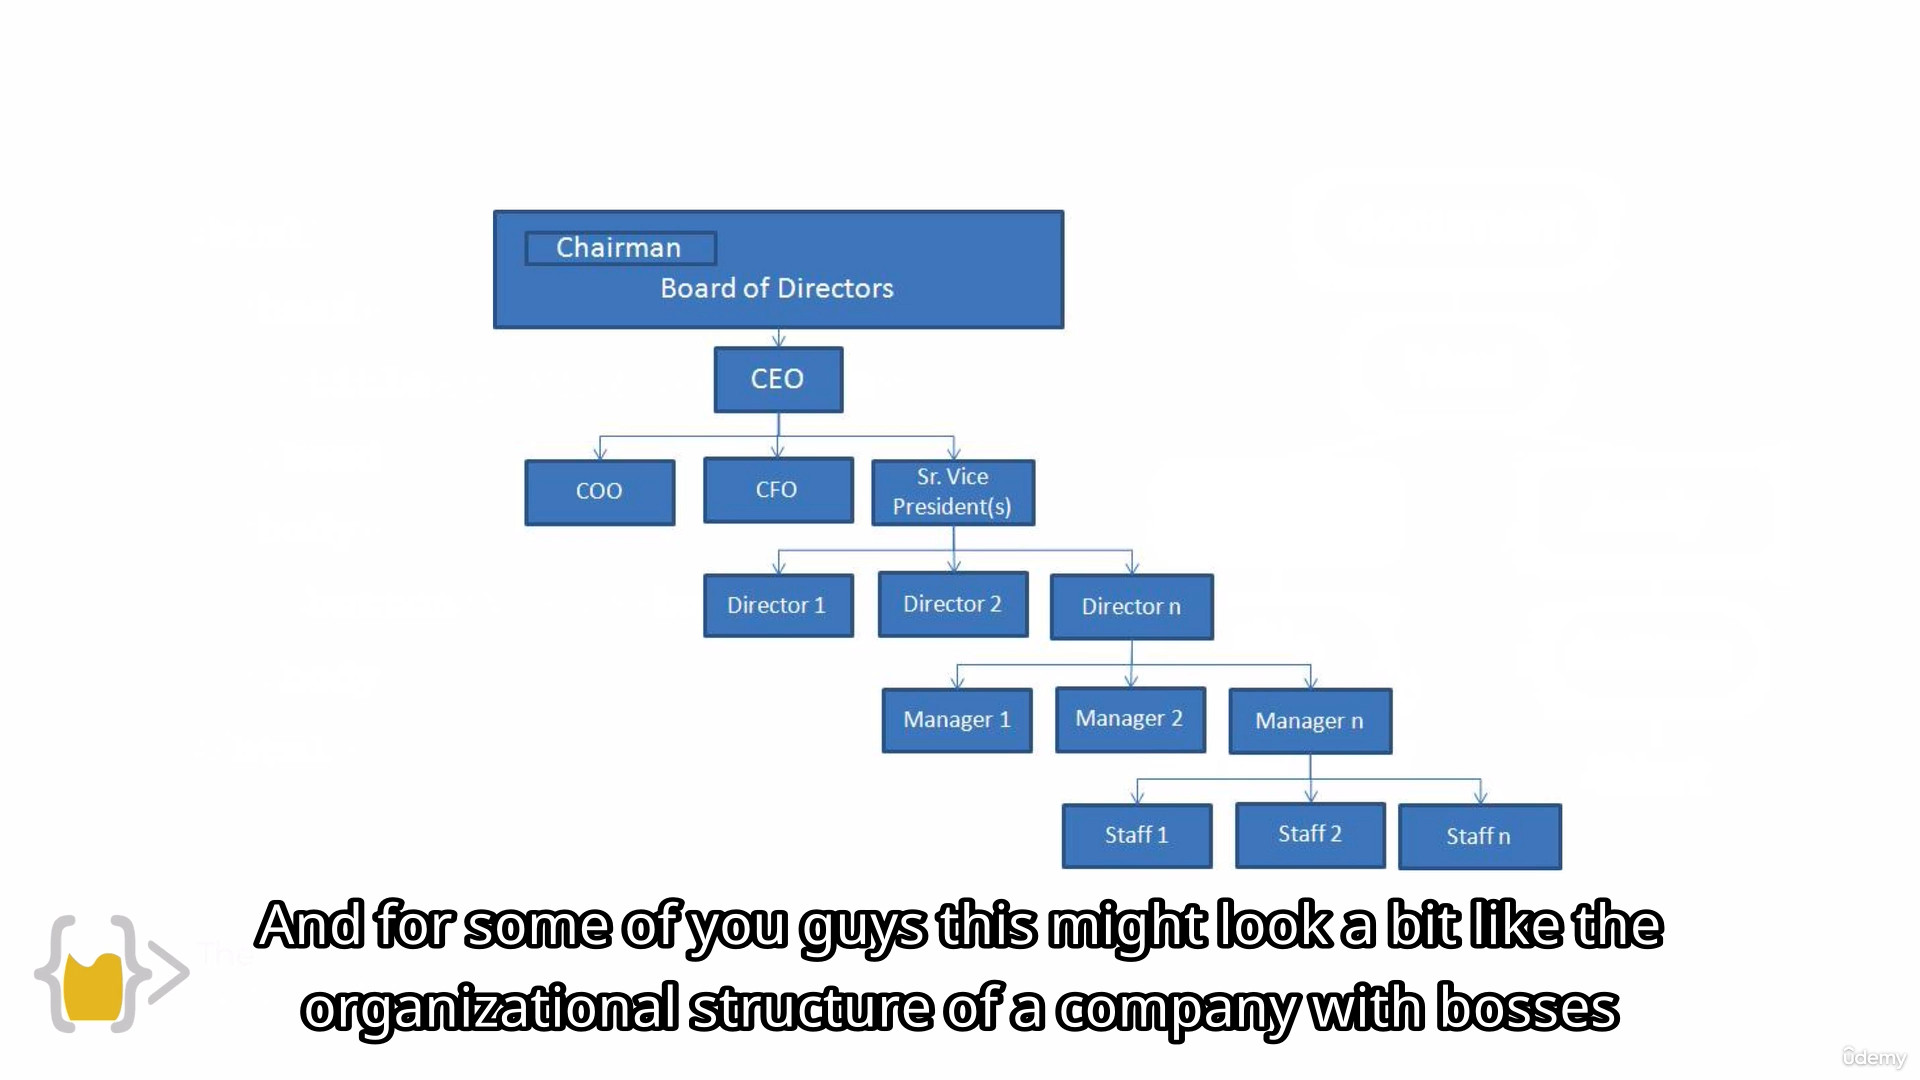 Chairman
Board of Directors
CEO
COO
CFO
Sr. Vice
President(s)
Director 1
Director 2
Director n
Manager 1
Manager 2
Manager n
Staff 1
Staff 2
Staff n
And for some of you guys this might look a bit like the
organizational structure of a company with bosses
The
ûdemy